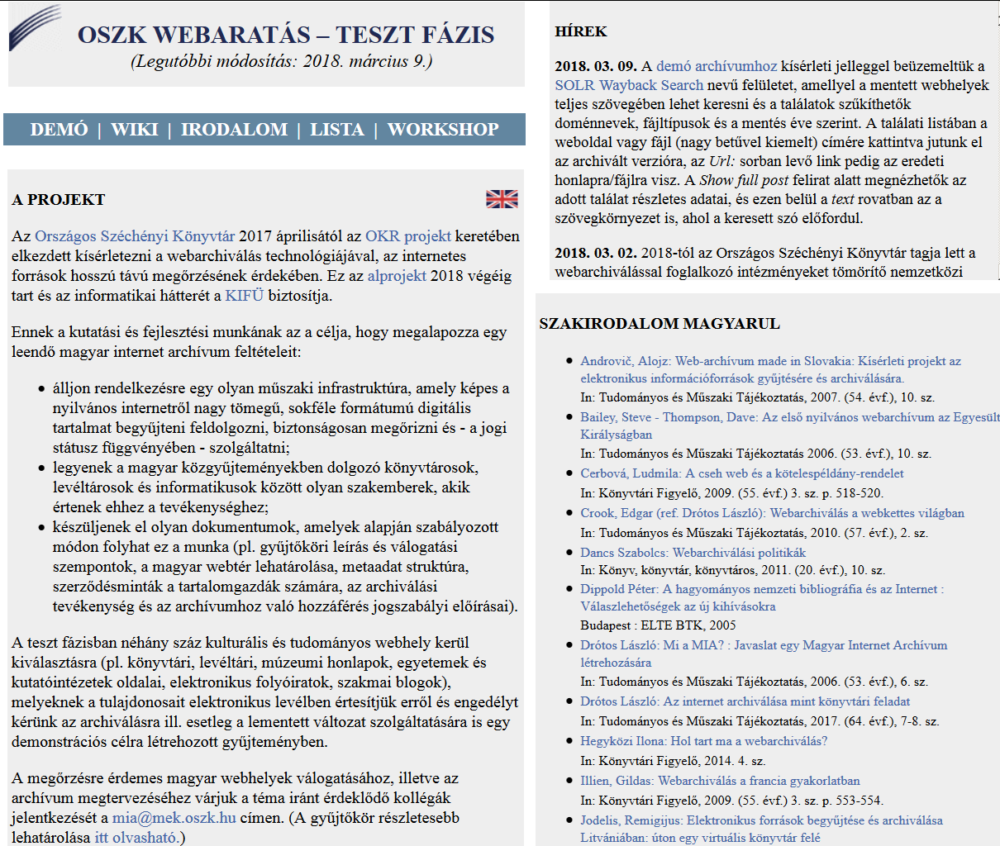 OSZK WEBARATÁS – TESZT FÁZIS
(Legutóbbi módosítás: 2018. március 9.)
DEMÓ | WIKI | IRODALOM | LISTA | WORKSHOP
A PROJEKT
Az Országos Széchényi Könyvtár 2017 áprilisától az OKR projekt keretében
elkezdett kísérletezni a webarchiválás technológiájával, az internetes
források hosszú távú megőrzésének érdekében. Ez az alprojekt 2018 végéig
tart és az informatikai hátterét a KIFÜ biztosítja.
Ennek a kutatási és fejlesztési munkának az a célja, hogy megalapozza egy
leendő magyar internet archívum feltételeit:
• álljon rendelkezésre egy olyan műszaki infrastruktúra, amely képes a
nyilvános internetről nagy tömegű, sokféle formátumú digitális
tartalmat begyűjteni feldolgozni, biztonságosan megőrizni és - a jogi
státusz függvényében - szolgáltatni;
• legyenek a magyar közgyűjteményekben dolgozó könyvtárosok,
levéltárosok és informatikusok között olyan szakemberek, akik
értenek ehhez a tevékenységhez;
• készüljenek el olyan dokumentumok, amelyek alapján szabályozott
módon folyhat ez a munka (pl. gyűjtőköri leírás és válogatási
szempontok, a magyar webtér lehatárolása, metaadat struktúra,
szerződésminták a tartalomgazdák számára, az archiválási
tevékenység és az archívumhoz való hozzáférés jogszabályi előírásai).
A teszt fázisban néhány száz kulturális és tudományos webhely kerül
kiválasztásra (pl. könyvtári, levéltári, múzeumi honlapok, egyetemek és
kutatóintézetek oldalai, elektronikus folyóiratok, szakmai blogok),
melyeknek a tulajdonosait elektronikus levélben értesítjük erről és engedélyt
kérünk az archiválásra ill. esetleg a lementett változat szolgáltatására is egy
demonstrációs célra létrehozott gyűjteményben.
A megőrzésre érdemes magyar webhelyek válogatásához, illetve az
archívum megtervezéséhez várjuk a téma iránt érdeklődő kollégák
jelentkezését a mia@mek.oszk.hu címen. (A gyűjtőkör részletesebb
lehatárolása itt olvasható.)
HÍREK
2018. 03. 09. A demó archívumhoz kísérleti jelleggel beüzemeltük a
SOLR Wayback Search nevű felületet, amellyel a mentett webhelyek
teljes szövegében lehet keresni és a találatok szűkíthetők
doménnevek, fájltípusok és a mentés éve szerint. A találati listában a
weboldal vagy fájl (nagy betűvel kiemelt) címére kattintva jutunk el
az archivált verzióra, az Url: sorban levő link pedig az eredeti
honlapra/fájlra visz. A Show full post felirat alatt megnézhetők az
adott találat részletes adatai, és ezen belül a text rovatban az a
szövegkörnyezet is, ahol a keresett szó előfordul.
2018. 03. 02. 2018-tól az Országos Széchényi Könyvtár tagja lett a
webarchiválással foglalkozó intézményeket tömörítő nemzetközi
SZAKIRODALOM MAGYARUL
• Androvič, Alojz: Web-archívum made in Slovakia: Kísérleti projekt az
elektronikus információforrások gyűjtésére és archiválására.
In: Tudományos és Műszaki Tájékoztatás, 2007. (54. évf.), 10. sz.
• Bailey, Steve - Thompson, Dave: Az első nyilvános webarchívum az Egyesült
Királyságban
In: Tudományos és Műszaki Tájékoztatás 2006. (53. évf.), 10. sz.
• Cerbová, Ludmila: A cseh web és a kötelespéldány-rendelet
In: Könyvtári Figyelő, 2009. (55. évf.) 3. sz. p. 518-520.
• Crook, Edgar (ref. Drótos László): Webarchiválás a webkettes világban
In: Tudományos és Műszaki Tájékoztatás, 2010. (57. évf.), 2. sz.
• Dancs Szabolcs: Webarchiválási politikák
In: Könyv, könyvtár, könyvtáros, 2011. (20. évf.), 10. sz.
• Dippold Péter: A hagyományos nemzeti bibliográfia és az Internet :
Válaszlehetőségek az új kihívásokra
Budapest : ELTE BTK, 2005
• Drótos László: Mi a MIA? : Javaslat egy Magyar Internet Archívum
létrehozására
In: Tudományos és Műszaki Tájékoztatás, 2006. (53. évf.), 6. sz.
• Drótos László: Az internet archiválása mint könyvtári feladat
In: Tudományos és Műszaki Tájékoztatás, 2017. (64. évf.), 7-8. sz.
• Hegyközi Ilona: Hol tart ma a webarchiválás?
In: Könyvtári Figyelő, 2014. 4. sz.
• Illien, Gildas: Webarchiválás a francia gyakorlatban
In: Könyvtári Figyelő, 2009. (55. évf.) 3. sz. p. 553-554.
• Jodelis, Remigijus: Elektronikus források begyűjtése és archiválása
Litvániában: úton egy virtuális könyvtár felé